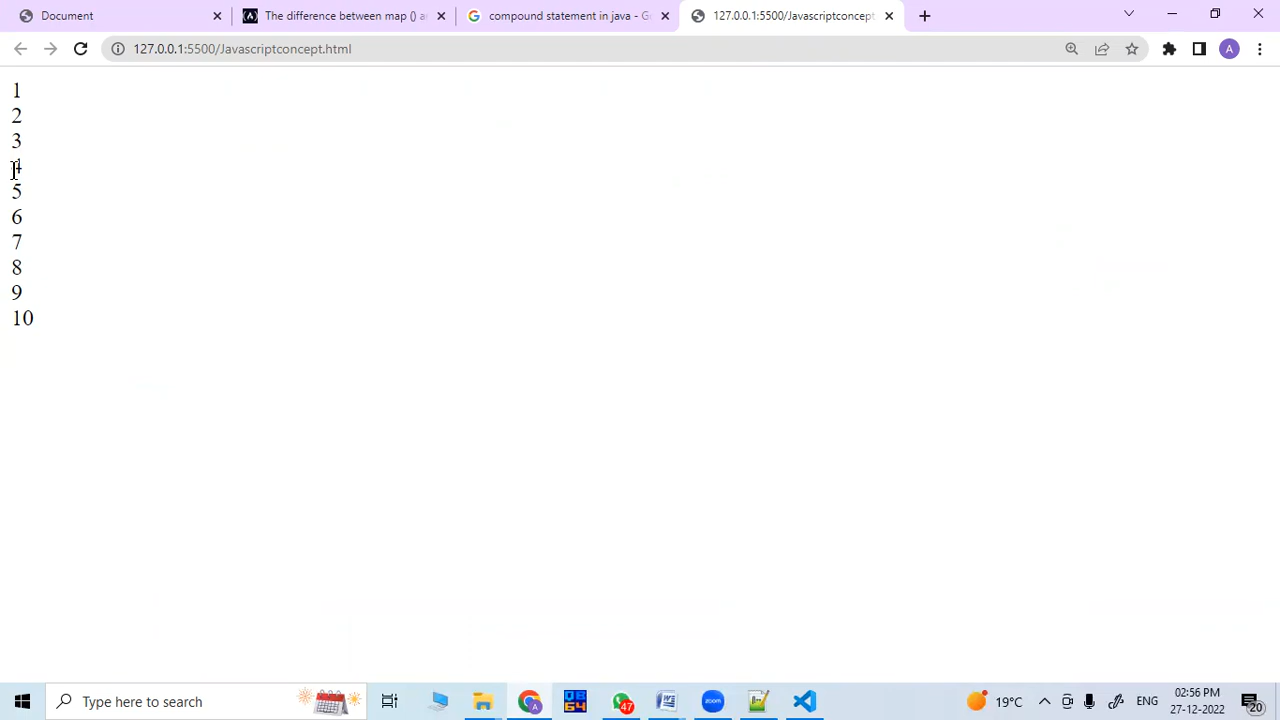 Document
The difference between map () a
compound statement in java - G
127.0.0.1:5500/Javascriptconcept
127.0.0.1:5500/Javascriptconcept.html
A
1
2
3
4
5
6
7
8
9
10
Type here to search
47
zoom
19°C
ENG
02:56 PM
27-12-2022
20